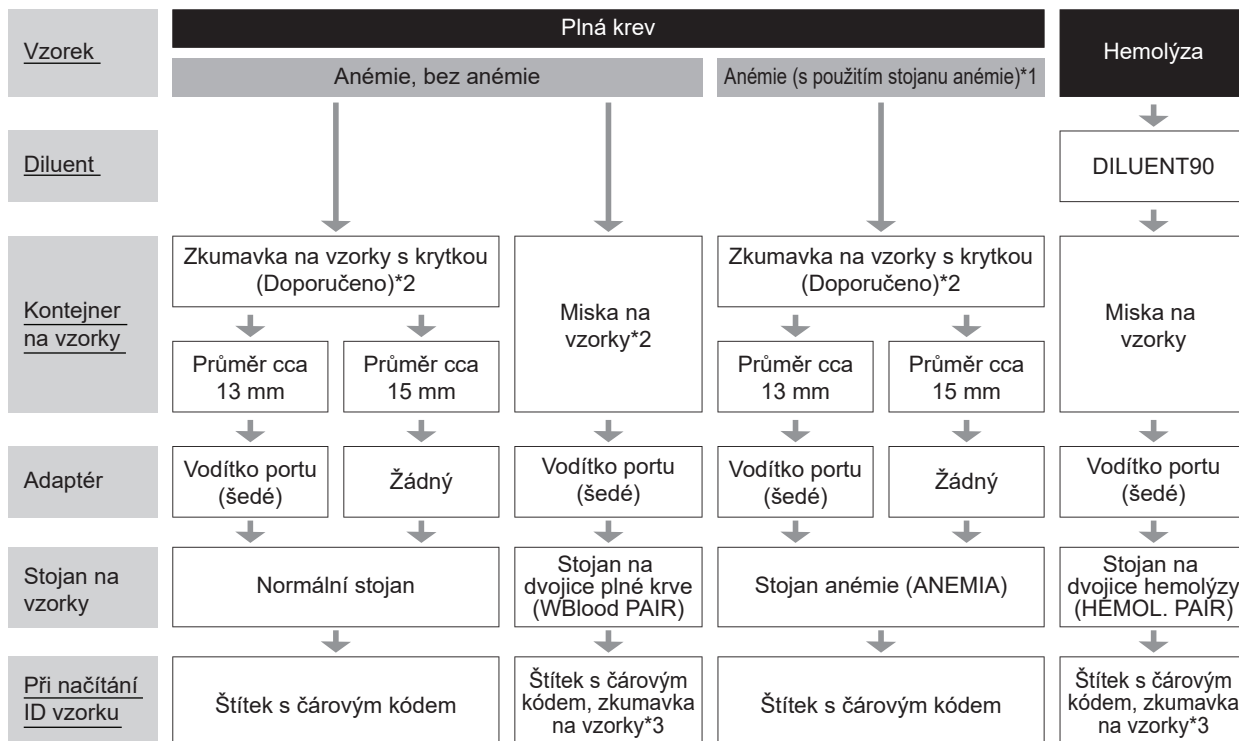 Vzorek
Plná krev
Hemolýza
Anémie, bez anémie
Anémie (s použitím stojanu anémie)*1
Diluent
DILUENT90
Kontejner
na vzorky
Zkumavka na vzorky s krytkou
(Doporučeno)*2
Průměr cca
13 mm
Průměr cca
15 mm
Miska na
vzorky*2
Zkumavka na vzorky s krytkou
(Doporučeno)*2
Průměr cca
13 mm
Průměr cca
15 mm
Miska na
vzorky
Adaptér
Vodítko portu
(šedé)
Žádný
Vodítko portu
(šedé)
Vodítko portu
(šedé)
Žádný
Vodítko portu
(šedé)
Stojan na
vzorky
Normální stojan
Stojan na
dvojice plné krve
(WBlood PAIR)
Stojan anémie (ANEMIA)
Stojan na
dvojice hemolýzy
(HEMOL. PAIR)
Při načítání
ID vzorku
Štítek s čárovým kódem
Štítek s čárovým
kódem, zkumavka
na vzorky*3
Štítek s čárovým kódem
Štítek s čárovým
kódem, zkumavka
na vzorky*3